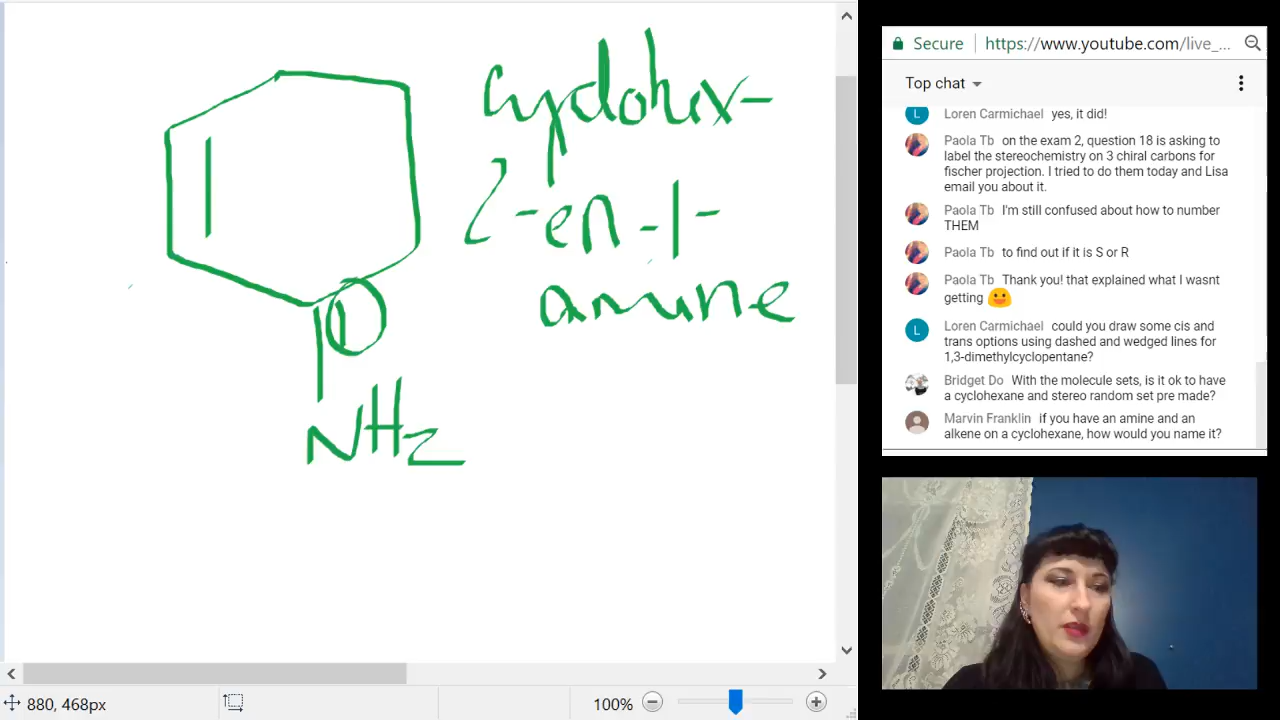 cyclohex-
2-en-1-
amine
1
NH2
880, 468px
100%
Secure
https://www.youtube.com/live_...
Top chat
Loren Carmichael yes, it did!
Paola Tb on the exam 2, question 18 is asking to
label the stereochemistry on 3 chiral carbons for
fischer projection. I tried to do them today and Lisa
email you about it.
Paola Tb I'm still confused about how to number
THEM
Paola Tb to find out if it is S or R
Paola Tb Thank you! that explained what I wasnt
getting
Loren Carmichael could you draw some cis and
trans options using dashed and wedged lines for
1,3-dimethylcyclopentane?
Bridget Do With the molecule sets, is it ok to have
a cyclohexane and stereo random set pre made?
Marvin Franklin if you have an amine and an
alkene on a cyclohexane, how would you name it?
L
L